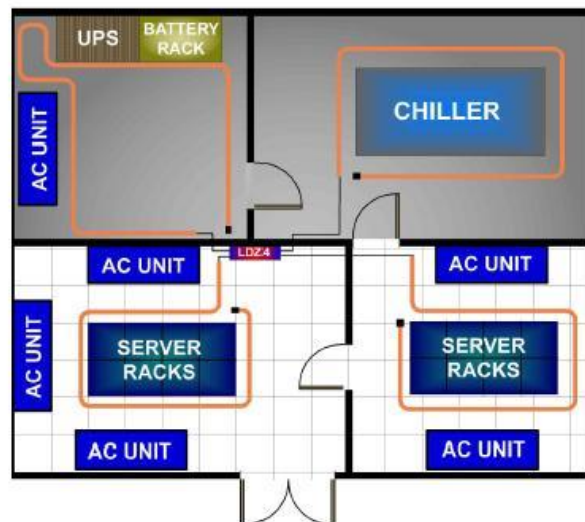 UPS
BATTERY
RACK
CHILLER
AC UNIT
AC UNIT
LDZ4
AC UNIT
AC UNIT
SERVER
RACKS
SERVER
RACKS
AC UNIT
AC UNIT